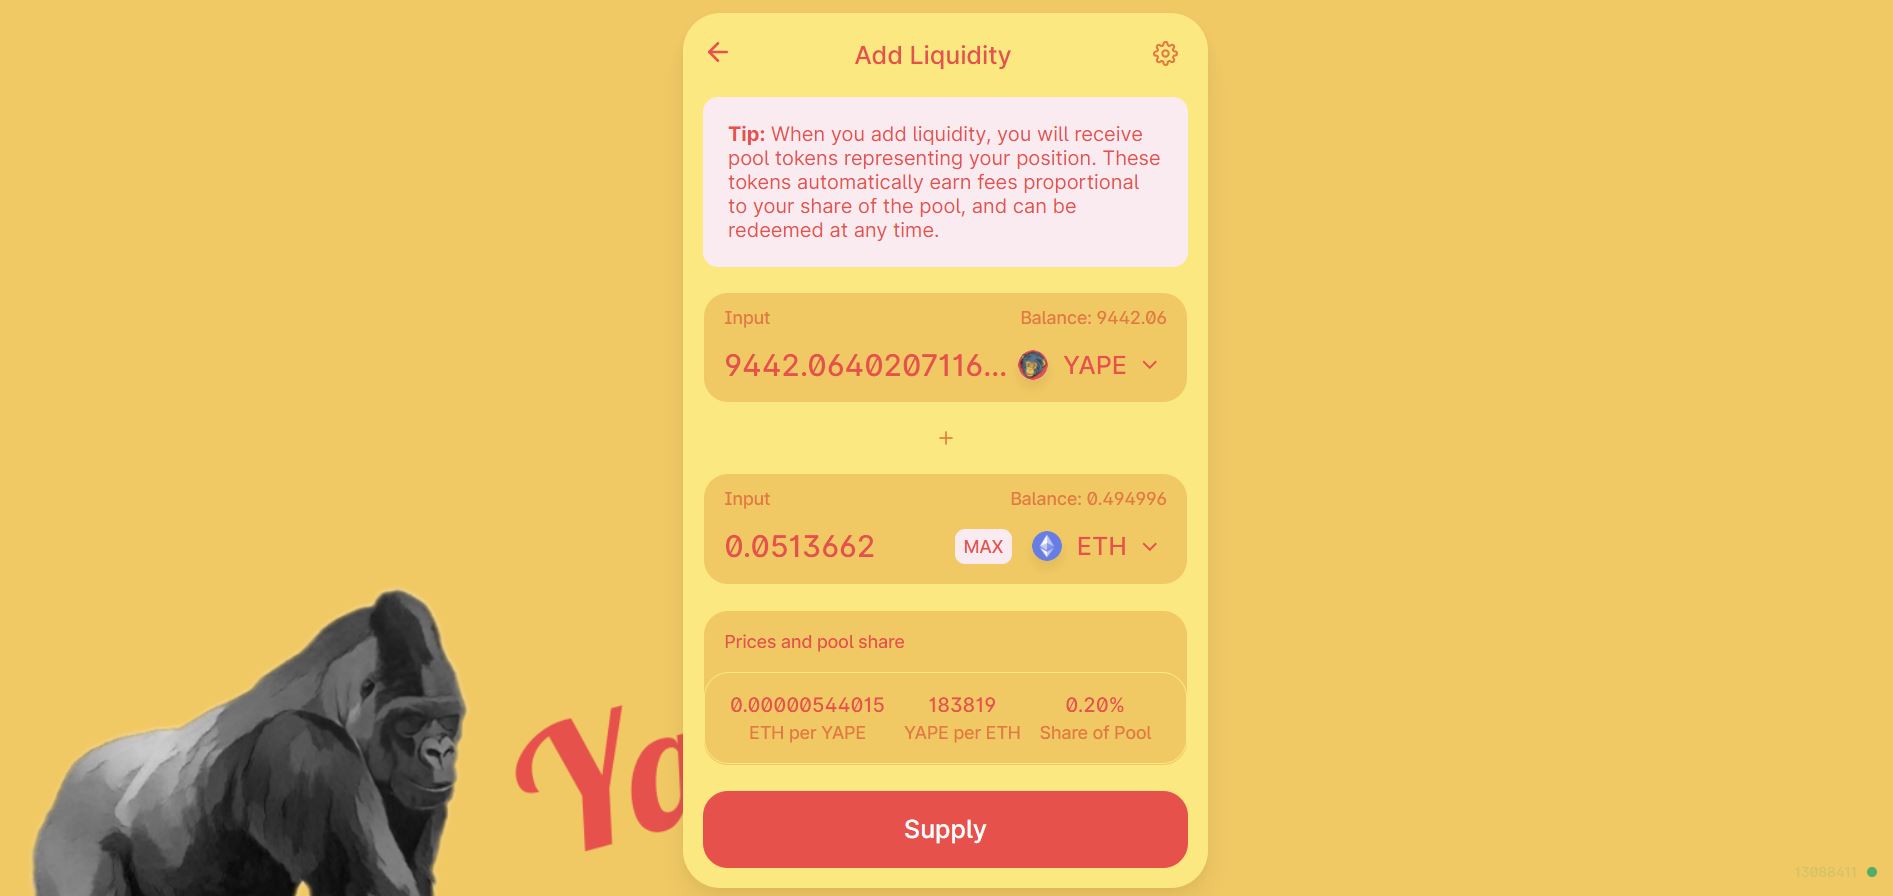 Add Liquidity
Tip: When you add liquidity, you will receive
pool tokens representing your position. These
tokens automatically earn fees proportional
to your share of the pool, and can be
redeemed at any time.
Input Balance: 9442.06
9442.0640207116... YAPE
+
Input Balance: 0.494996
0.0513662 MAX ETH
Prices and pool share
0.00000544015 183819 0.20%
ETH per YAPE YAPE per ETH Share of Pool
Ya
Supply
13088411